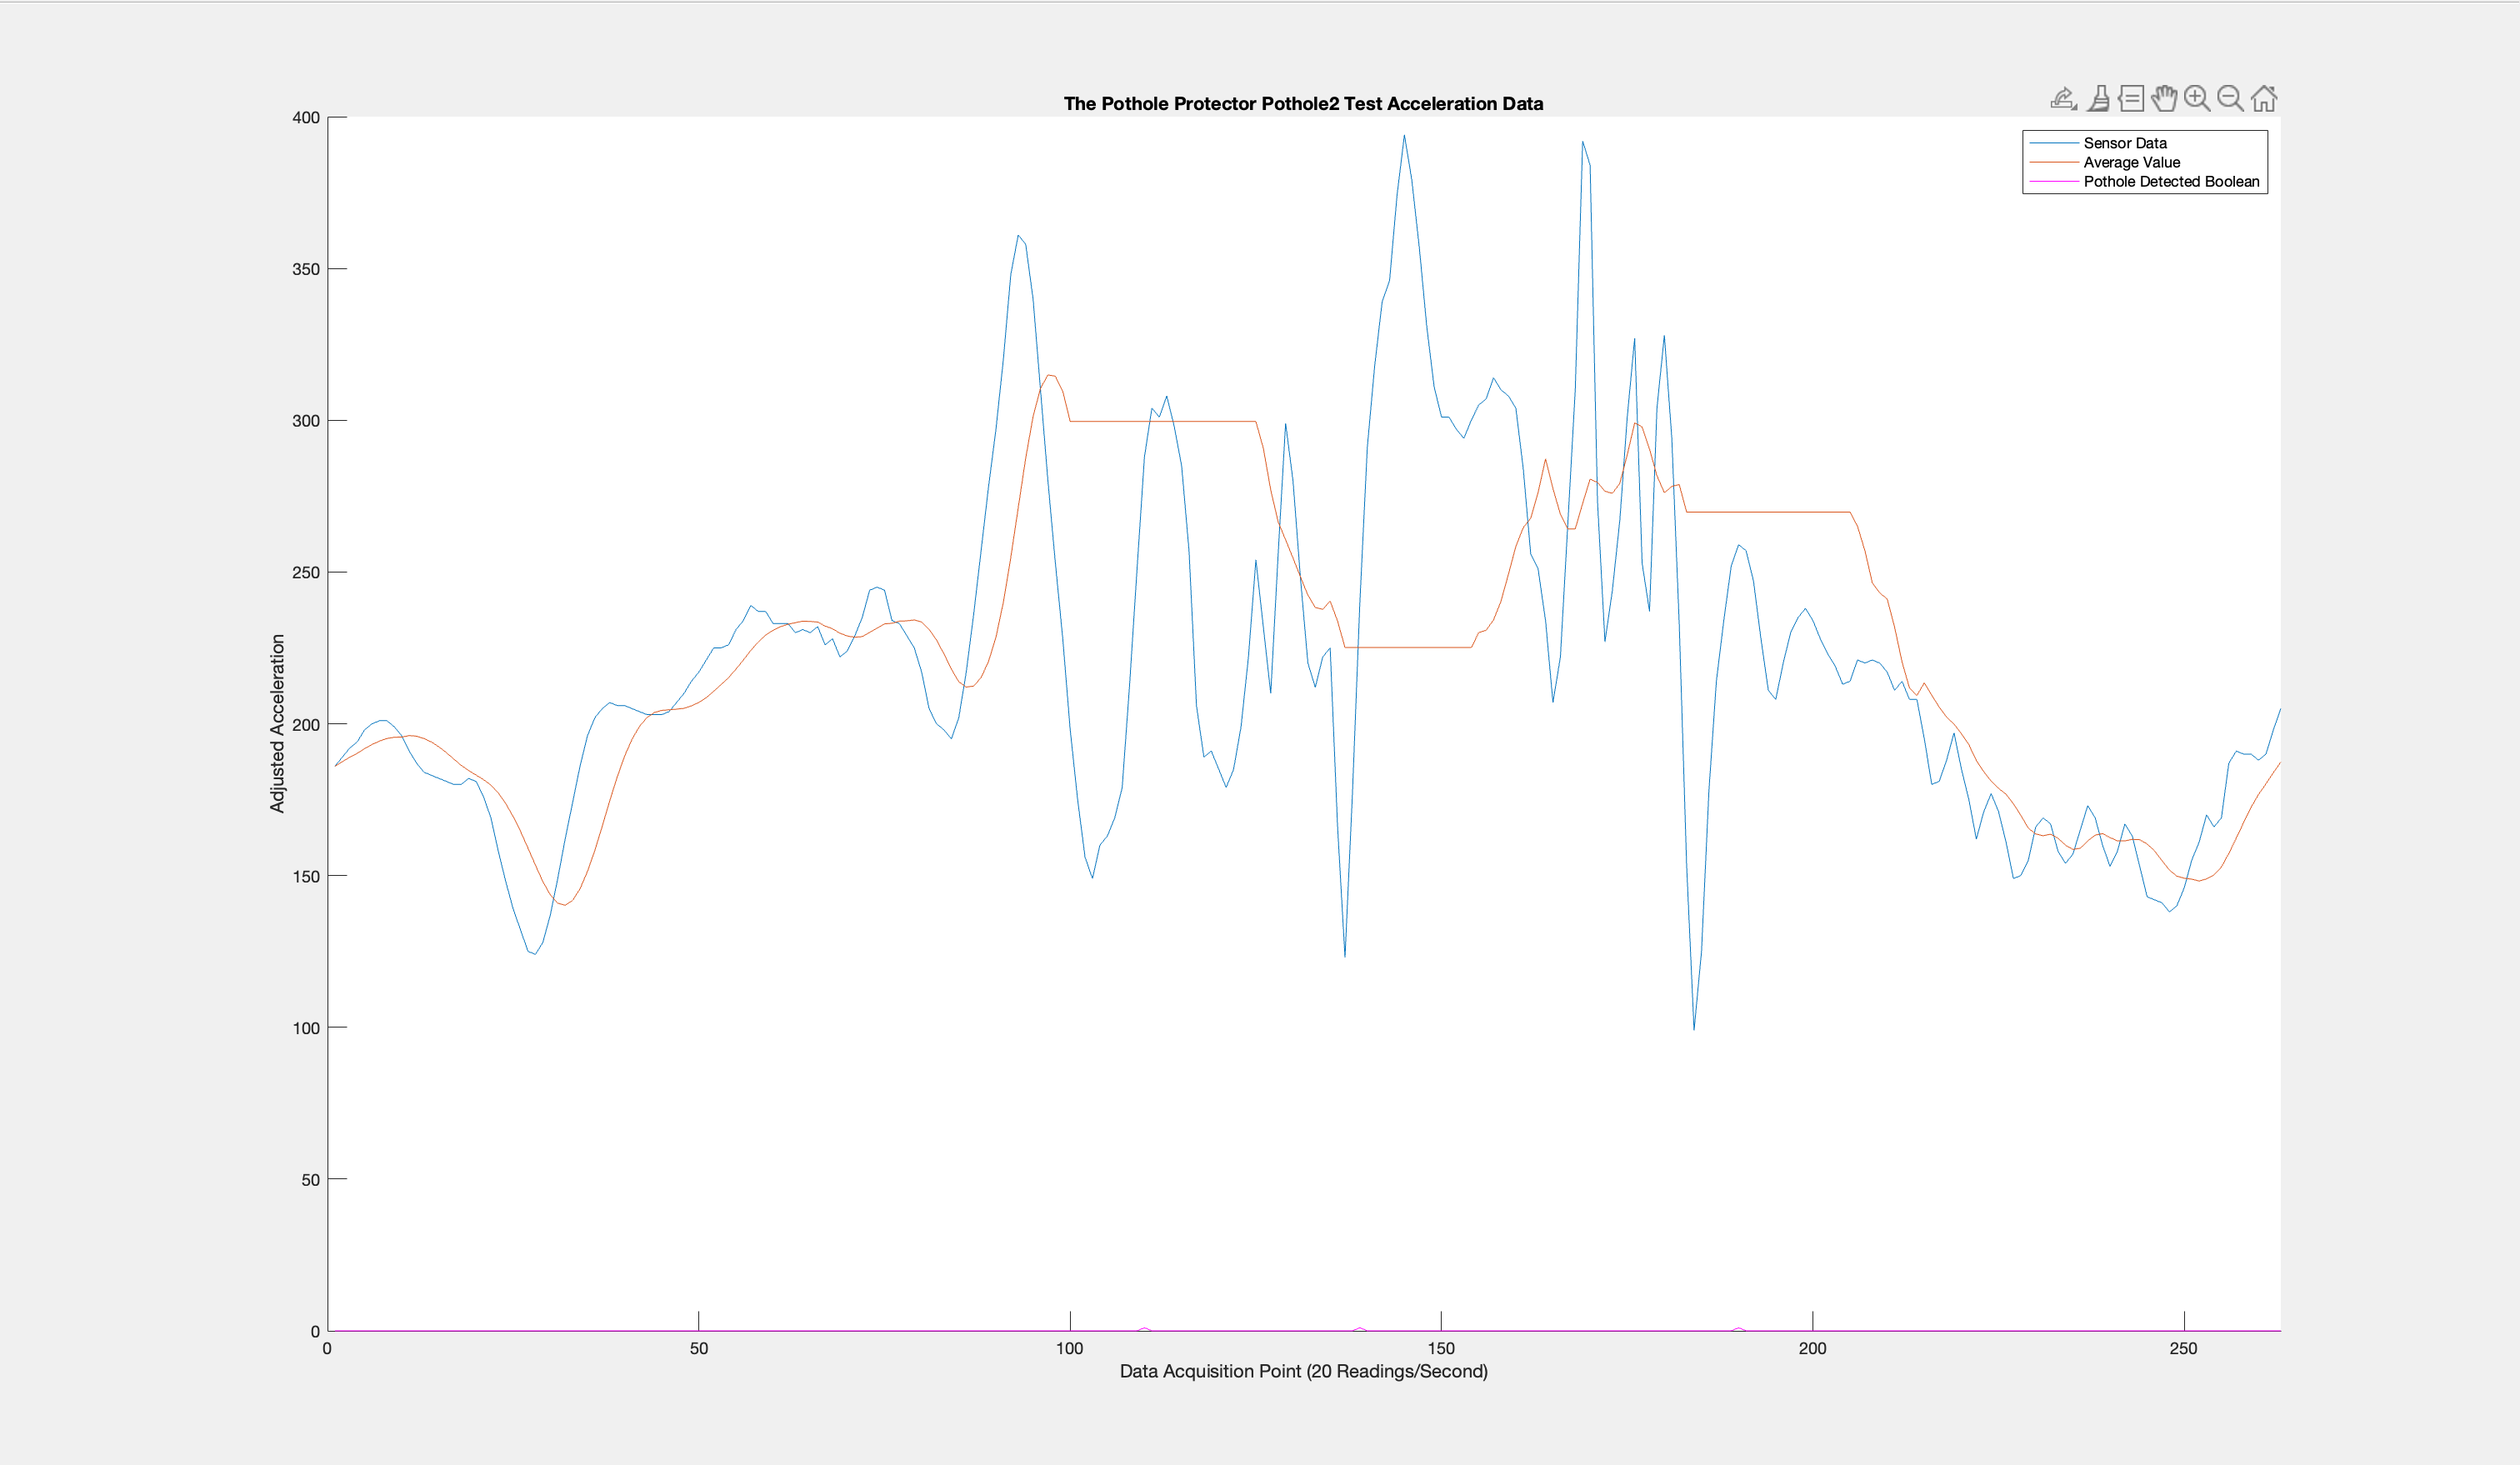 The Pothole Protector Pothole2 Test Acceleration Data
Sensor Data
Average Value
Pothole Detected Boolean
400
350
300
250
200
150
100
50
0
Adjusted Acceleration
0 50 100 150 200 250
Data Acquisition Point (20 Readings/Second)